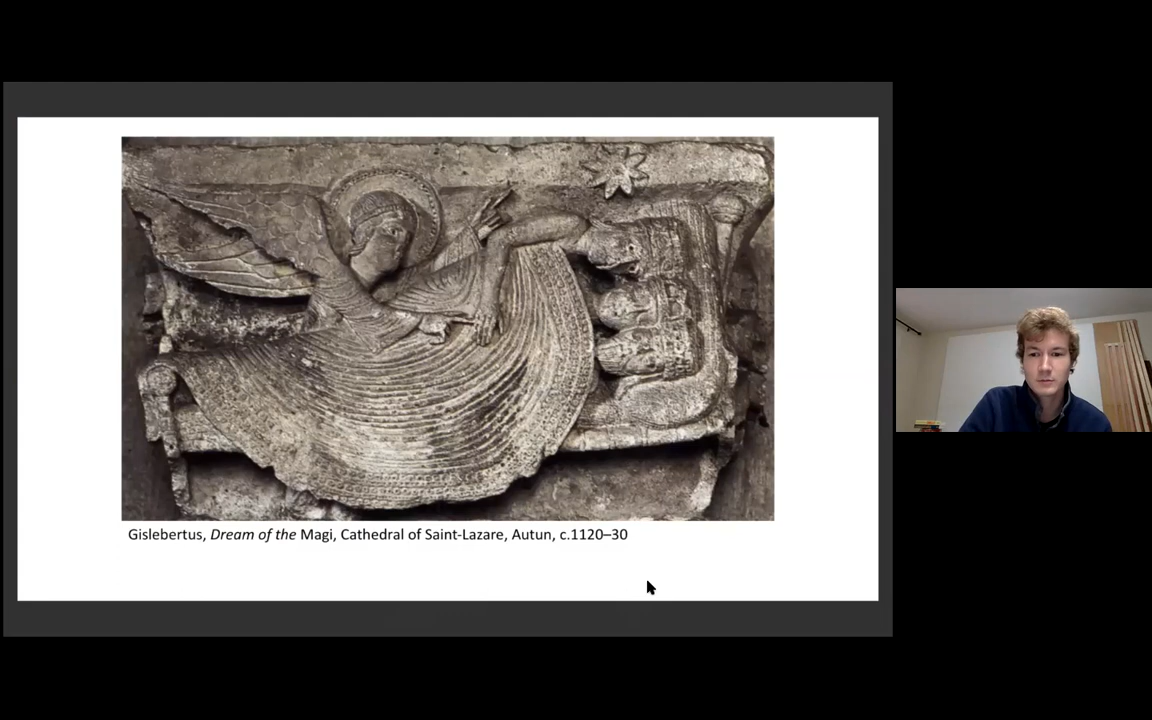 Gislebertus, Dream of the Magi, Cathedral of Saint-Lazare, Autun, c.1120–30